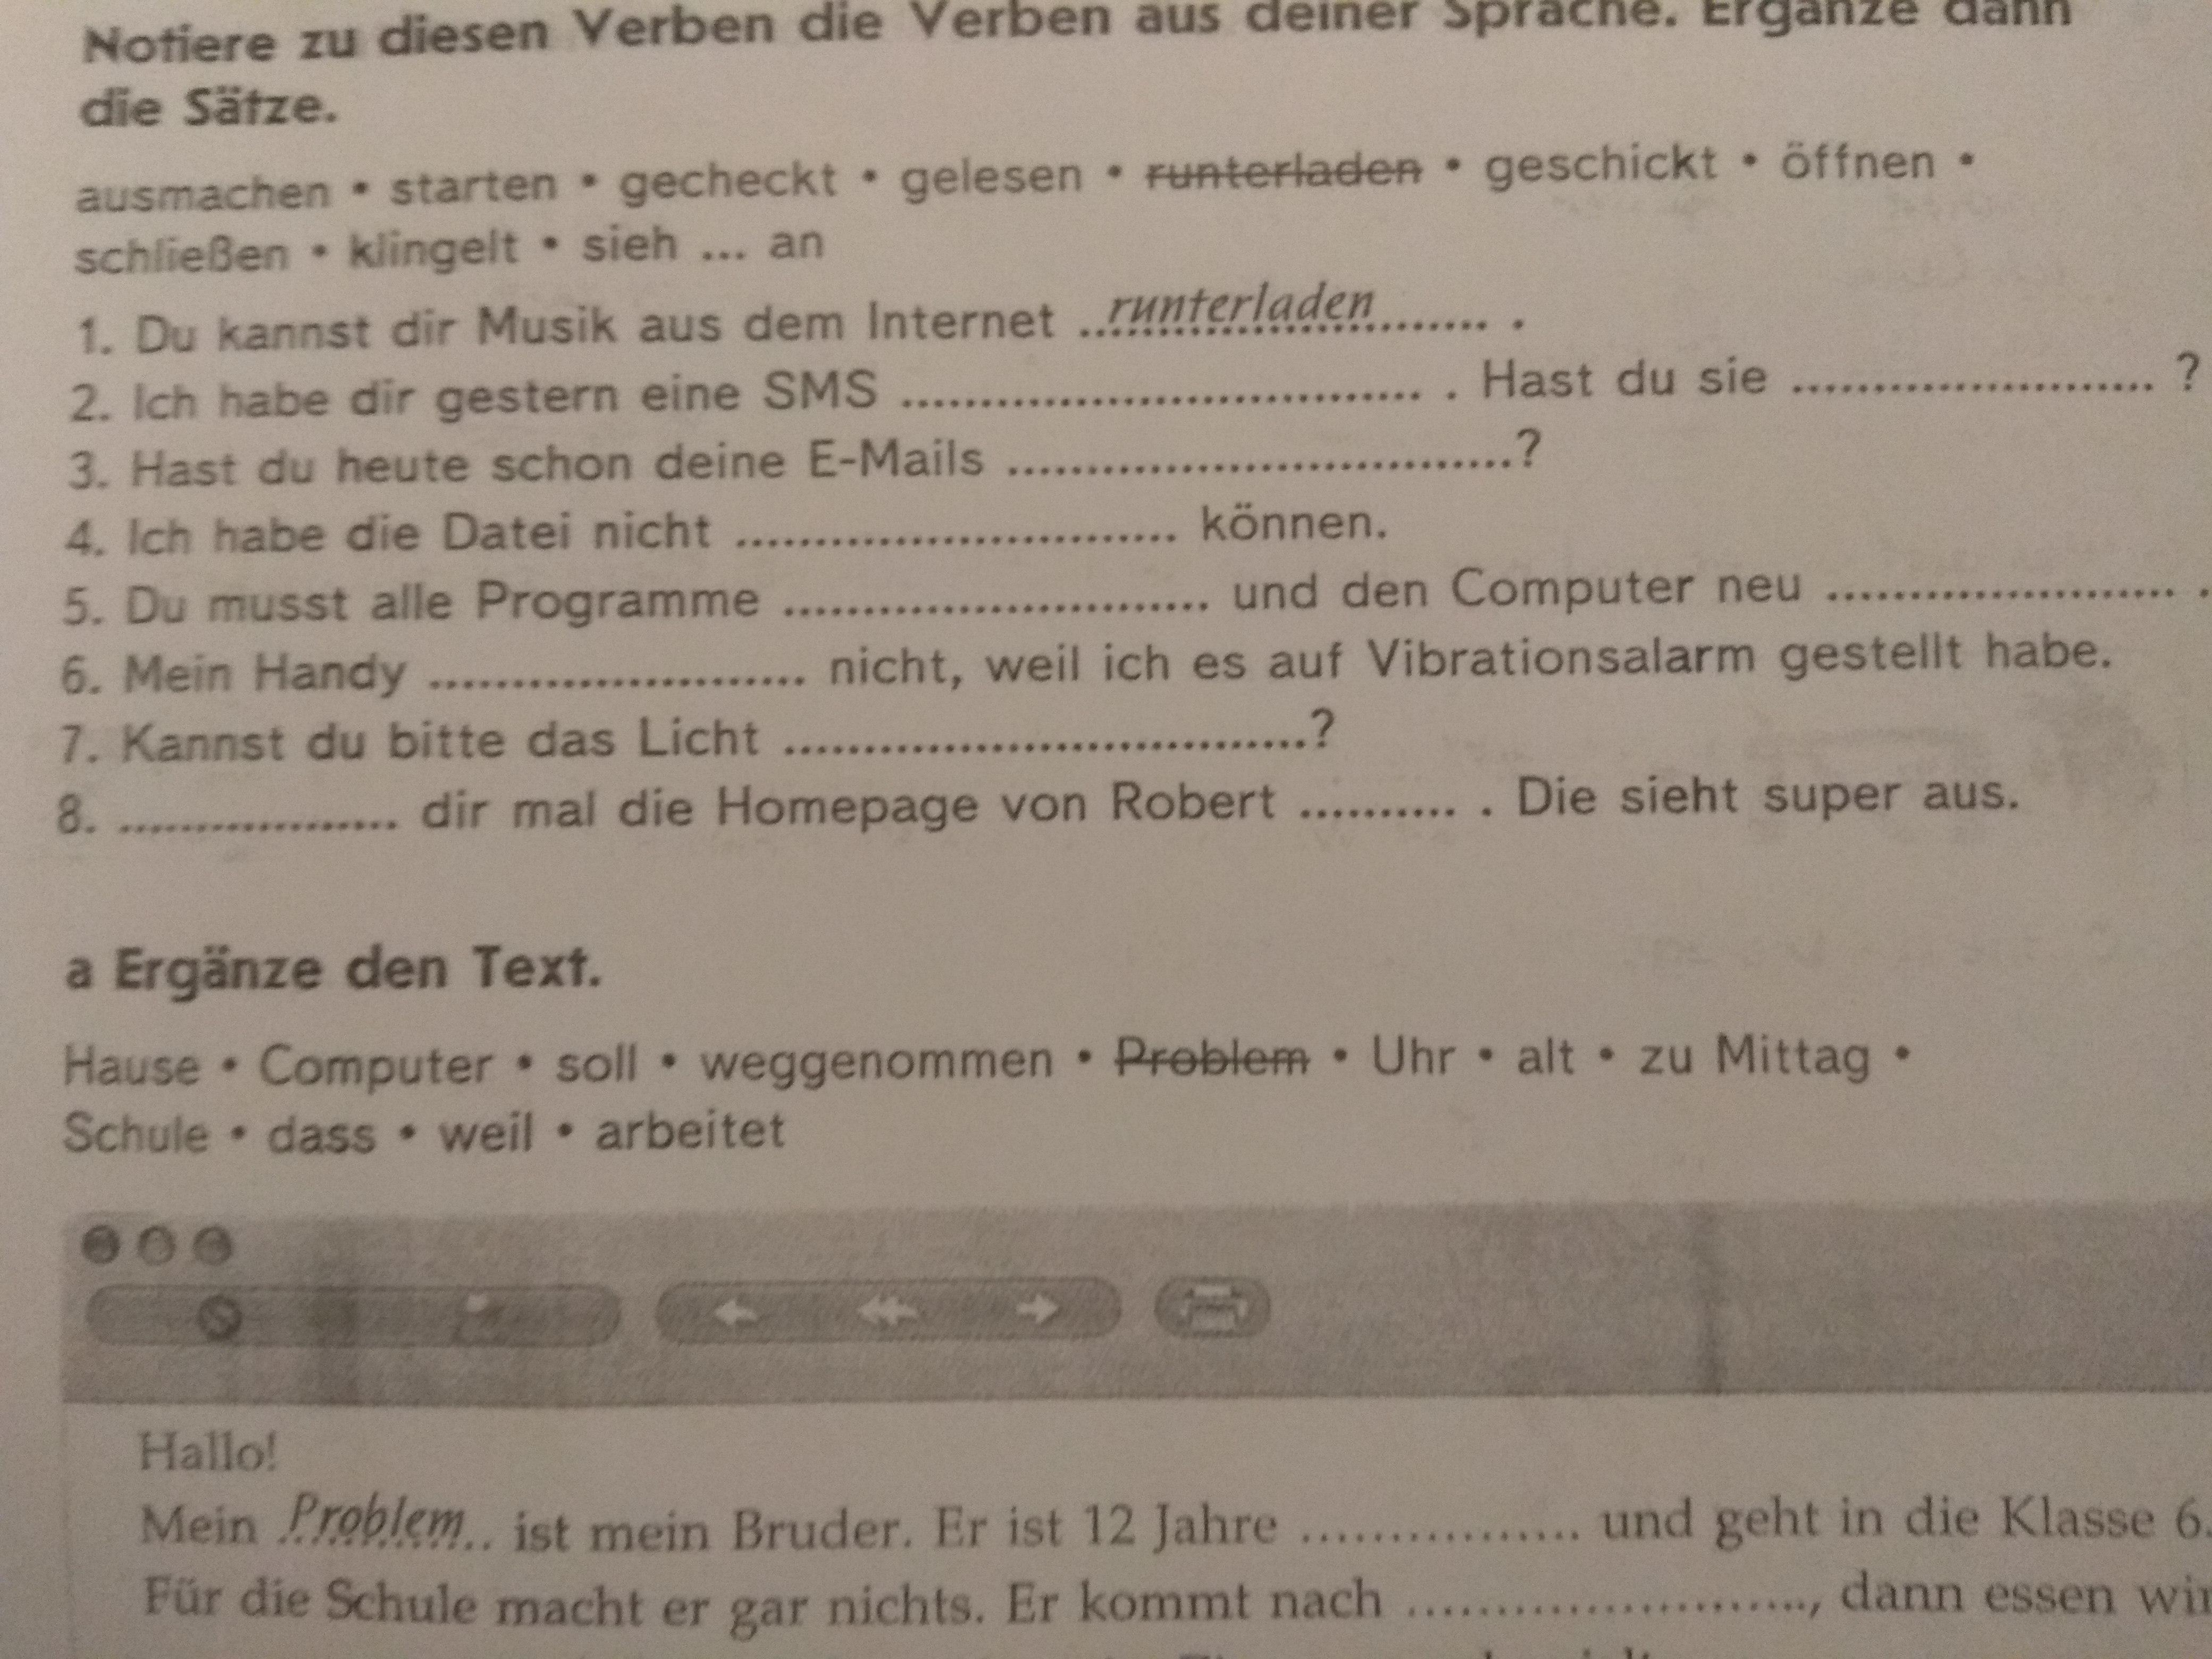 Notiere zu diesen Verben die Verben aus deiner Sprache. Ergänze dann
die Sätze.
ausmachen • starten • gecheckt • gelesen • runterladen • geschickt • öffnen •
schließen • klingelt • sieh ... an
1. Du kannst dir Musik aus dem Internet ..runterladen........ .
2. Ich habe dir gestern eine SMS ................................. . Hast du sie ....................... ?
3. Hast du heute schon deine E-Mails ................................?
4. Ich habe die Datei nicht ............................ können.
5. Du musst alle Programme ........................... und den Computer neu ...................... .
6. Mein Handy ........................ nicht, weil ich es auf Vibrationsalarm gestellt habe.
7. Kannst du bitte das Licht .................................?
8. .................. dir mal die Homepage von Robert .......... . Die sieht super aus.
a Ergänze den Text.
Hause • Computer • soll • weggenommen • Problem • Uhr • alt • zu Mittag •
Schule • dass • weil • arbeitet
Hallo!
Mein Problem.. ist mein Bruder. Er ist 12 Jahre ................. und geht in die Klasse 6.
Für die Schule macht er gar nichts. Er kommt nach ........................, dann essen wir